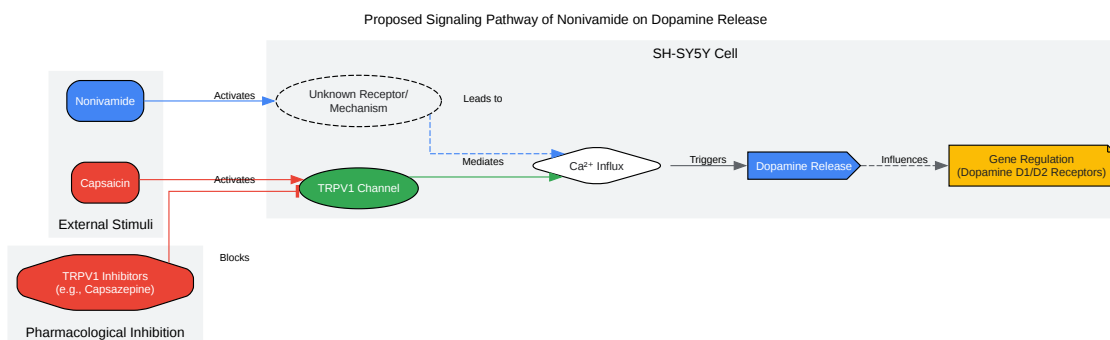 Proposed Signaling Pathway of Nonivamide on Dopamine Release
SH-SY5Y Cell
Nonivamide
Activates
Unknown Receptor/
Mechanism
Leads to
Capsaicin
Activates
TRPV1 Channel
Mediates
Ca²⁺ Influx
Triggers
Dopamine Release
Influences
Gene Regulation
(Dopamine D1/D2 Receptors)
External Stimuli
Blocks
TRPV1 Inhibitors
(e.g., Capsazepine)
Pharmacological Inhibition